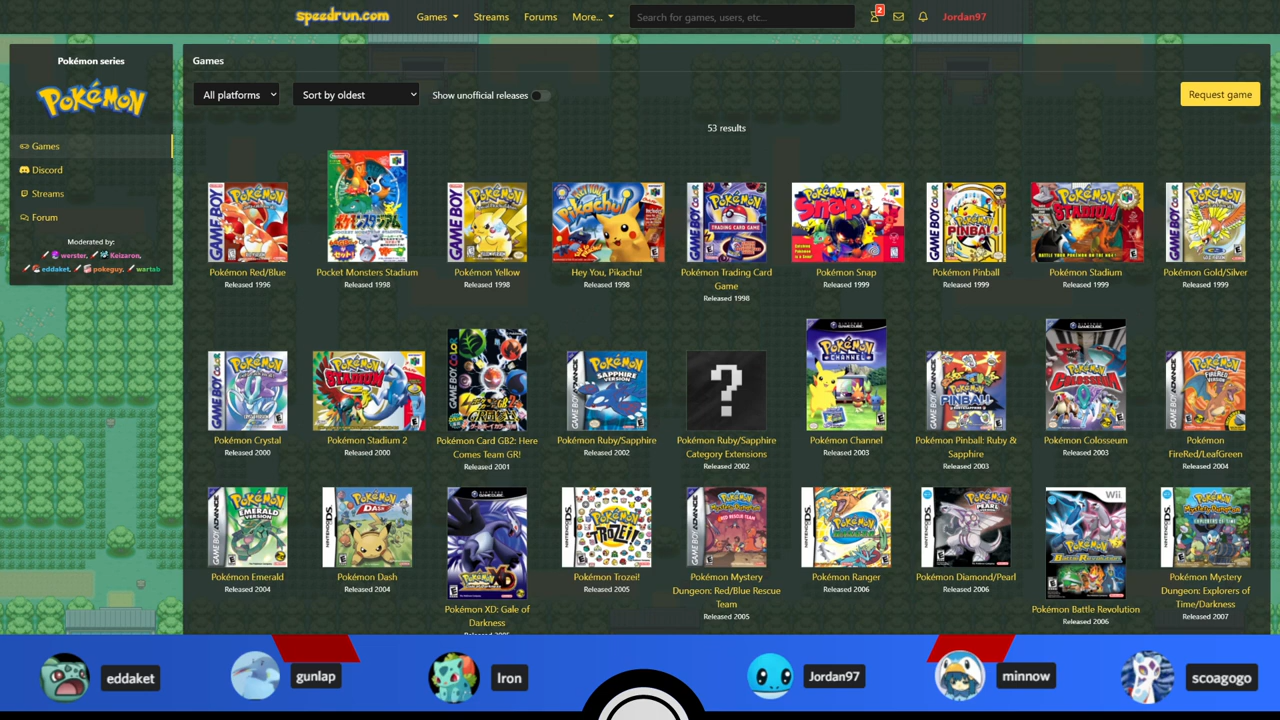 speedrun.com
Games
Streams
Forums
More...
Search for games, users, etc...
2
Jordan97
Pokémon series
POKéMON
Games
Discord
Streams
Forum
Moderated by:
werster, Keizaron,
eddaket, pokeguy, wartab
Games
All platforms
Sort by oldest
Show unofficial releases
Request game
53 results
Pokémon Red/Blue
Released 1996
Pocket Monsters Stadium
Released 1998
Pokémon Yellow
Released 1998
Hey You, Pikachu!
Released 1998
Pokémon Trading Card
Game
Released 1998
Pokémon Snap
Released 1999
Pokémon Pinball
Released 1999
Pokémon Stadium
Released 1999
Pokémon Gold/Silver
Released 1999
Pokémon Crystal
Released 2000
Pokémon Stadium 2
Released 2000
Pokémon Card GB2: Here
Comes Team GR!
Released 2001
Pokémon Ruby/Sapphire
Released 2002
Pokémon Ruby/Sapphire
Category Extensions
Released 2002
Pokémon Channel
Released 2003
Pokémon Pinball: Ruby &
Sapphire
Released 2003
Pokémon Colosseum
Released 2003
Pokémon
FireRed/LeafGreen
Released 2004
Pokémon Emerald
Released 2004
Pokémon Dash
Released 2004
Pokémon XD: Gale of
Darkness
Released 2005
Pokémon Trozei!
Released 2005
Pokémon Mystery
Dungeon: Red/Blue Rescue
Team
Released 2005
Pokémon Ranger
Released 2006
Pokémon Diamond/Pearl
Released 2006
Pokémon Battle Revolution
Released 2006
Pokémon Mystery
Dungeon: Explorers of
Time/Darkness
Released 2007
eddaket
gunlap
Iron
Jordan97
minnow
scoagogo